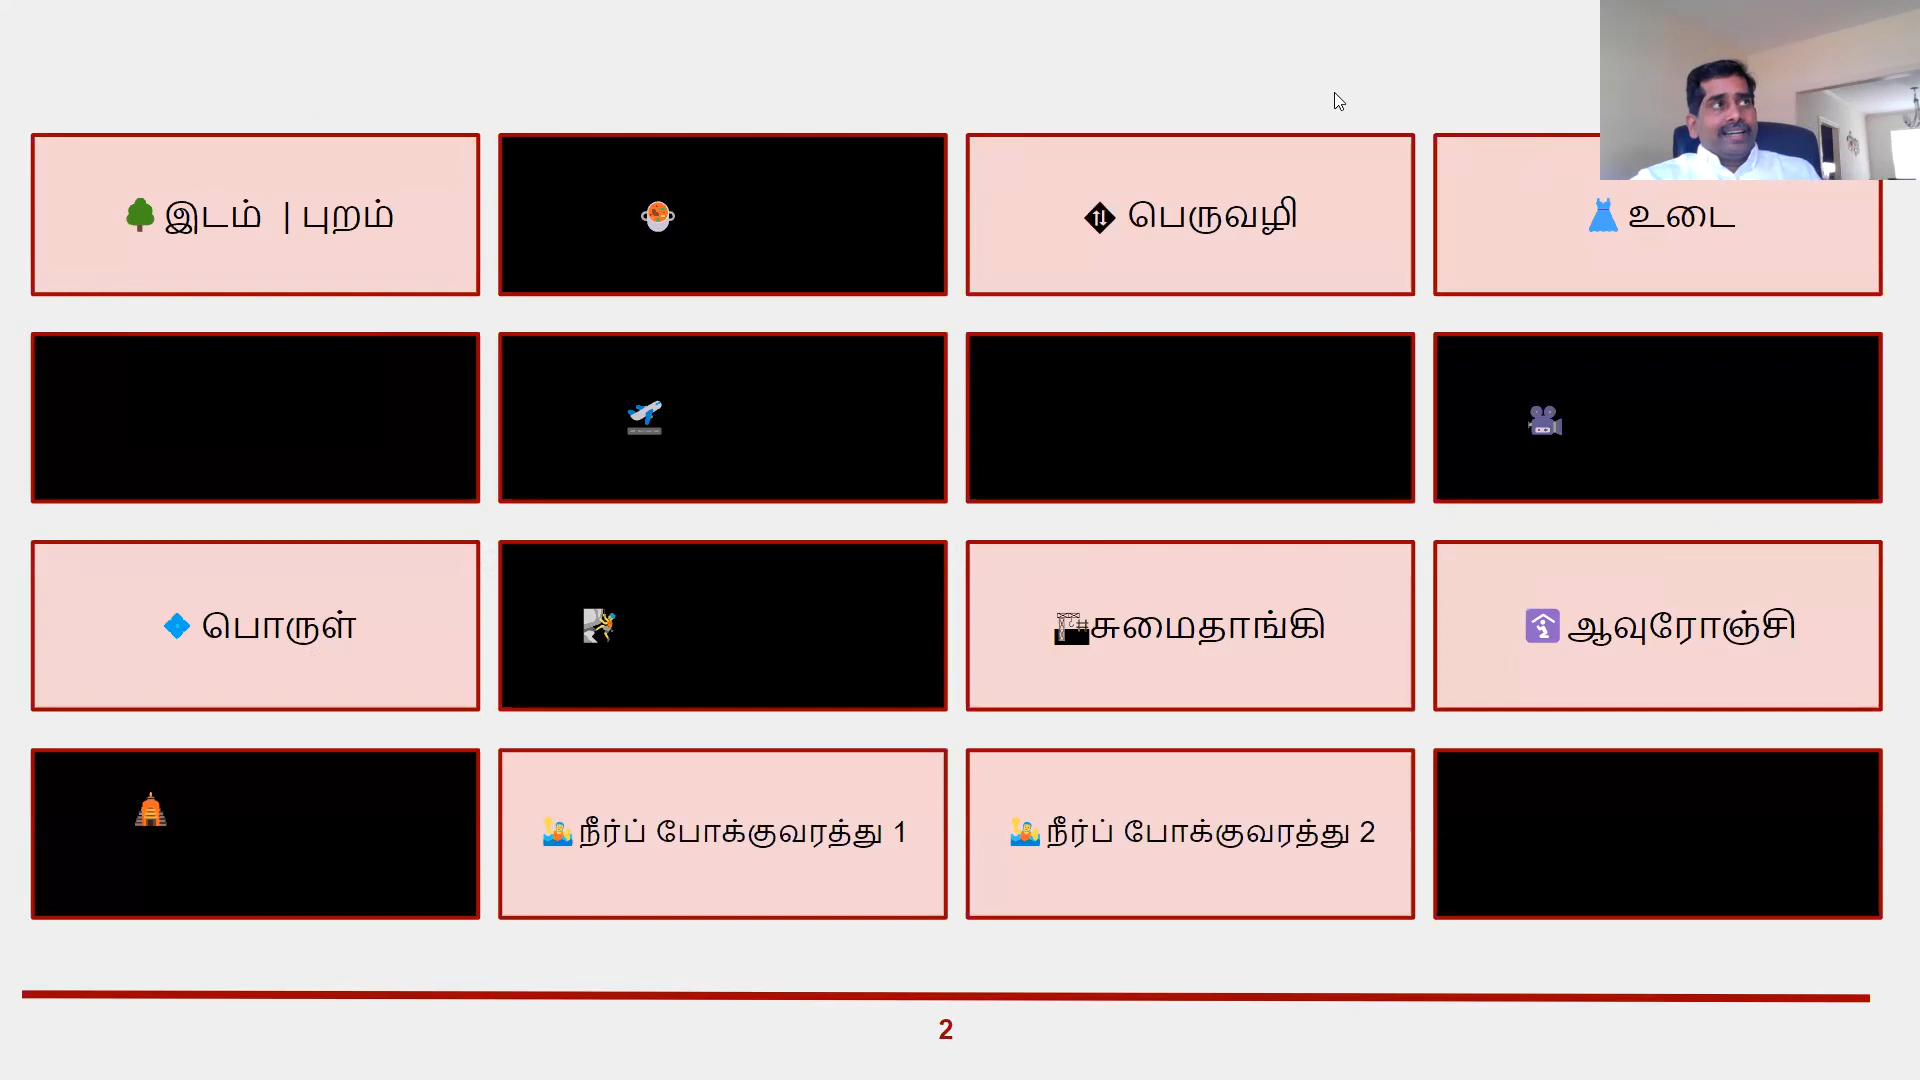 இடம் | புறம்
பெருவழி
உடை
பொருள்
சுமைதாங்கி
ஆவுரோஞ்சி
நீர்ப் போக்குவரத்து 1
நீர்ப் போக்குவரத்து 2
2